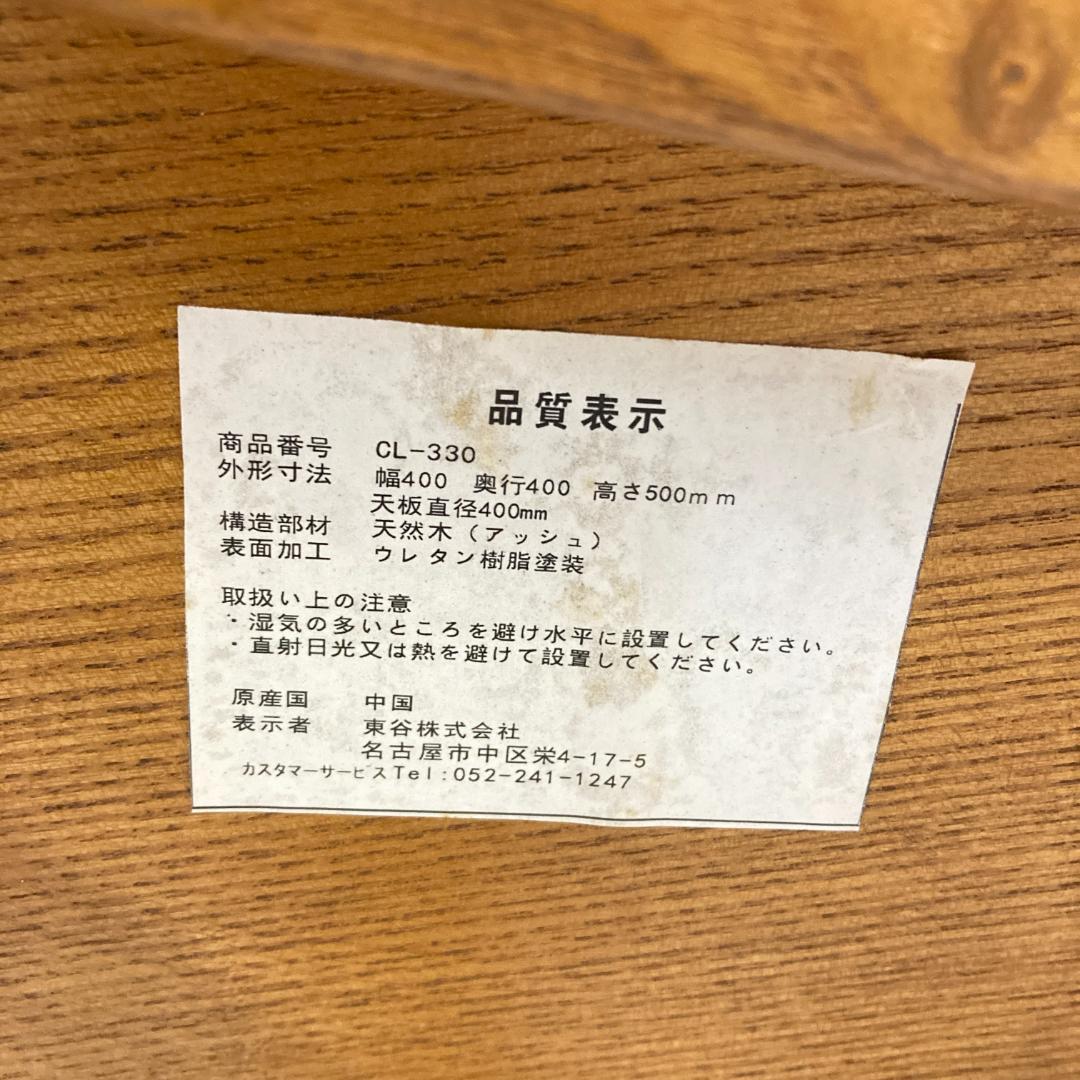 品質表示
商品番号 CL-330
外形寸法 幅400 奥行400 高さ500mm
天板直径400mm
構造部材 天然木(アッシュ)
表面加工 ウレタン樹脂塗装
取扱い上の注意
・湿気の多いところを避け水平に設置してください。
・直射日光又は熱を避けて設置してください。
原産国 中国
表示者 東谷株式会社
名古屋市中区栄4-17-5
カスタマーサービスTel:052-241-1247